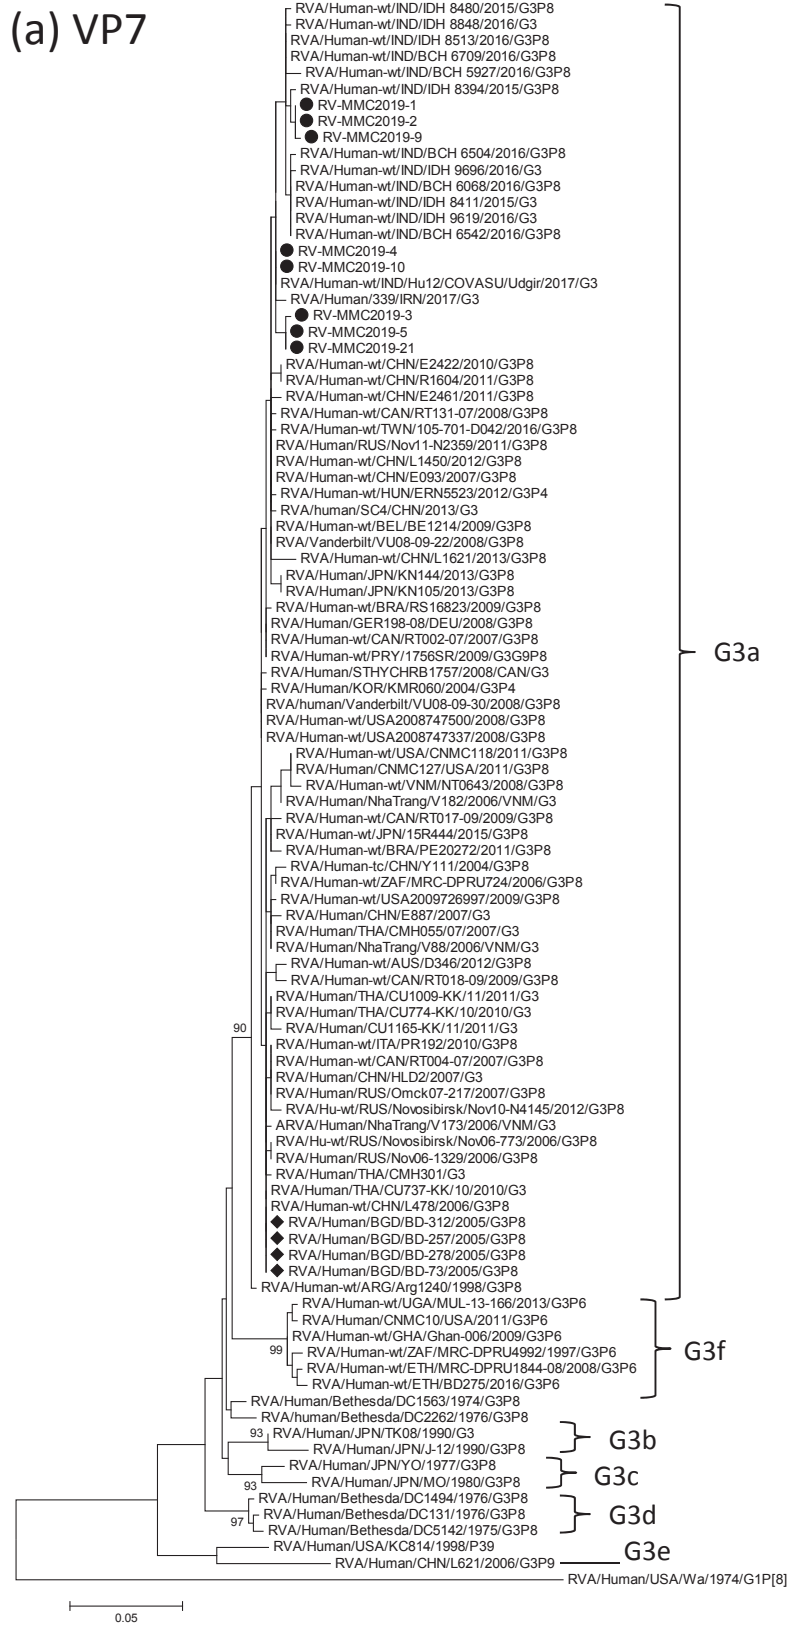 (a) VP7
RVA/Human-wt/IND/IDH 8480/2015/G3P8
RVA/Human-wt/IND/IDH 8848/2016/G3
RVA/Human-wt/IND/IDH 8513/2016/G3P8
RVA/Human-wt/IND/BCH 6709/2016/G3P8
RVA/Human-wt/IND/BCH 5927/2016/G3P8
RVA/Human-wt/IND/IDH 8394/2015/G3P8
RV-MMC2019-1
RV-MMC2019-2
RV-MMC2019-9
RVA/Human-wt/IND/BCH 6504/2016/G3P8
RVA/Human-wt/IND/IDH 9696/2016/G3
RVA/Human-wt/IND/BCH 6068/2016/G3P8
RVA/Human-wt/IND/IDH 8411/2015/G3
RVA/Human-wt/IND/IDH 9619/2016/G3
RVA/Human-wt/IND/BCH 6542/2016/G3P8
RV-MMC2019-4
RV-MMC2019-10
RVA/Human-wt/IND/Hu12/COVASU/Udgir/2017/G3
RVA/Human/339/IRN/2017/G3
RV-MMC2019-3
RV-MMC2019-5
RV-MMC2019-21
RVA/Human-wt/CHN/E2422/2010/G3P8
RVA/Human-wt/CHN/R1604/2011/G3P8
RVA/Human-wt/CHN/E2461/2011/G3P8
RVA/Human-wt/CAN/RT131-07/2008/G3P8
RVA/Human-wt/TWN/105-701-D042/2016/G3P8
RVA/Human/RUS/Nov11-N2359/2011/G3P8
RVA/Human-wt/CHN/L1450/2012/G3P8
RVA/Human-wt/CHN/E093/2007/G3P8
RVA/Human-wt/HUN/ERN5523/2012/G3P4
RVA/human/SC4/CHN/2013/G3
RVA/Human-wt/BEL/BE1214/2009/G3P8
RVA/Vanderbilt/VU08-09-22/2008/G3P8
RVA/Human-wt/CHN/L1621/2013/G3P8
RVA/Human/JPN/KN144/2013/G3P8
RVA/Human/JPN/KN105/2013/G3P8
RVA/Human-wt/BRA/RS16823/2009/G3P8
RVA/Human/GER198-08/DEU/2008/G3P8
RVA/Human-wt/CAN/RT002-07/2007/G3P8
RVA/Human-wt/PRY/1756SR/2009/G3G9P8
G3a
RVA/Human/STHYCHRB1757/2008/CAN/G3
RVA/Human/KOR/KMR060/2004/G3P4
RVA/human/Vanderbilt/VU08-09-30/2008/G3P8
RVA/Human-wt/USA2008747500/2008/G3P8
RVA/Human-wt/USA2008747337/2008/G3P8
RVA/Human-wt/USA/CNMC118/2011/G3P8
RVA/Human/CNMC127/USA/2011/G3P8
RVA/Human-wt/VNM/NT0643/2008/G3P8
RVA/Human/NhaTrang/V182/2006/VNM/G3
RVA/Human-wt/CAN/RT017-09/2009/G3P8
RVA/Human-wt/JPN/15R444/2015/G3P8
RVA/Human-wt/BRA/PE20272/2011/G3P8
RVA/Human-tc/CHN/Y111/2004/G3P8
RVA/Human-wt/ZAF/MRC-DPRU724/2006/G3P8
RVA/Human-wt/USA2009726997/2009/G3P8
RVA/Human/CHN/E887/2007/G3
RVA/Human/THA/CMH055/07/2007/G3
RVA/Human/NhaTrang/V88/2006/VNM/G3
RVA/Human-wt/AUS/D346/2012/G3P8
RVA/Human-wt/CAN/RT018-09/2009/G3P8
RVA/Human/THA/CU1009-KK/11/2011/G3
RVA/Human/THA/CU774-KK/10/2010/G3
90
RVA/Human/CU1165-KK/11/2011/G3
RVA/Human-wt/ITA/PR192/2010/G3P8
RVA/Human-wt/CAN/RT004-07/2007/G3P8
RVA/Human/CHN/HLD2/2007/G3
RVA/Human/RUS/Omck07-217/2007/G3P8
RVA/Hu-wt/RUS/Novosibirsk/Nov10-N4145/2012/G3P8
ARVA/Human/NhaTrang/V173/2006/VNM/G3
RVA/Hu-wt/RUS/Novosibirsk/Nov06-773/2006/G3P8
RVA/Human/RUS/Nov06-1329/2006/G3P8
RVA/Human/THA/CMH301/G3
RVA/Human/THA/CU737-KK/10/2010/G3
RVA/Human-wt/CHN/L478/2006/G3P8
RVA/Human/BGD/BD-312/2005/G3P8
RVA/Human/BGD/BD-257/2005/G3P8
RVA/Human/BGD/BD-278/2005/G3P8
RVA/Human/BGD/BD-73/2005/G3P8
RVA/Human-wt/ARG/Arg1240/1998/G3P8
RVA/Human-wt/UGA/MUL-13-166/2013/G3P6
RVA/Human/CNMC10/USA/2011/G3P6
RVA/Human-wt/GHA/Ghan-006/2009/G3P6
99
RVA/Human-wt/ZAF/MRC-DPRU4992/1997/G3P6
G3f
RVA/Human-wt/ETH/MRC-DPRU1844-08/2008/G3P6
RVA/Human-wt/ETH/BD275/2016/G3P6
RVA/Human/Bethesda/DC1563/1974/G3P8
RVA/human/Bethesda/DC2262/1976/G3P8
93
RVA/Human/JPN/TK08/1990/G3
G3b
RVA/Human/JPN/J-12/1990/G3P8
RVA/Human/JPN/YO/1977/G3P8
G3c
93
RVA/Human/JPN/MO/1980/G3P8
RVA/Human/Bethesda/DC1494/1976/G3P8
97
RVA/Human/Bethesda/DC131/1976/G3P8
G3d
RVA/Human/Bethesda/DC5142/1975/G3P8
RVA/Human/USA/KC814/1998/P39
G3e
RVA/Human/CHN/L621/2006/G3P9
RVA/Human/USA/Wa/1974/G1P[8]
0.05